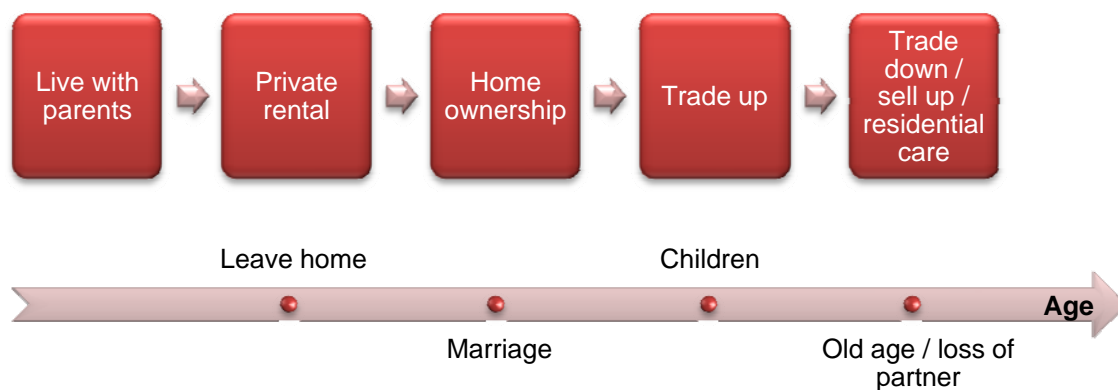 Live with
parents
Private
rental
Home
ownership
Trade up
Trade
down /
sell up /
residential
care
Leave home
Children
Age
Marriage
Old age / loss of
partner